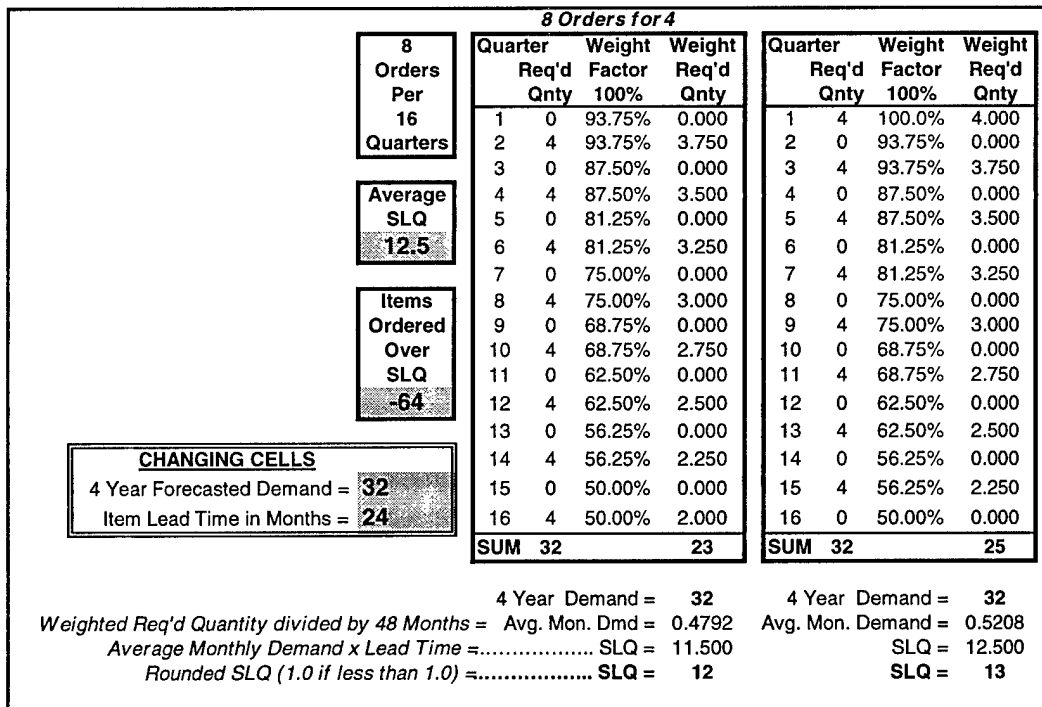 8 Orders for 4
8
Orders
Per
16
Quarters
Average
SLQ
12.5
Items
Ordered
Over
SLQ
-64
CHANGING CELLS
4 Year Forecasted Demand = 32
Item Lead Time in Months = 24
Quarter Weight Weight
Req'd Factor Req'd
Qnty 100% Qnty
1 0 93.75% 0.000
2 4 93.75% 3.750
3 0 87.50% 0.000
4 4 87.50% 3.500
5 0 81.25% 0.000
6 4 81.25% 3.250
7 0 75.00% 0.000
8 4 75.00% 3.000
9 0 68.75% 0.000
10 4 68.75% 2.750
11 0 62.50% 0.000
12 4 62.50% 2.500
13 0 56.25% 0.000
14 4 56.25% 2.250
15 0 50.00% 0.000
16 4 50.00% 2.000
SUM 32 23
Quarter Weight Weight
Req'd Factor Req'd
Qnty 100% Qnty
1 4 100.0% 4.000
2 0 93.75% 0.000
3 4 93.75% 3.750
4 0 87.50% 0.000
5 4 87.50% 3.500
6 0 81.25% 0.000
7 4 81.25% 3.250
8 0 75.00% 0.000
9 4 75.00% 3.000
10 0 68.75% 0.000
11 4 68.75% 2.750
12 0 62.50% 0.000
13 4 62.50% 2.500
14 0 56.25% 0.000
15 4 56.25% 2.250
16 0 50.00% 0.000
SUM 32 25
4 Year Demand = 32 4 Year Demand = 32
Weighted Req'd Quantity divided by 48 Months = Avg. Mon. Dmd = 0.4792 Avg. Mon. Demand = 0.5208
Average Monthly Demand x Lead Time =.................. SLQ = 11.500 SLQ = 12.500
Rounded SLQ (1.0 if less than 1.0) =................... SLQ = 12 SLQ = 13